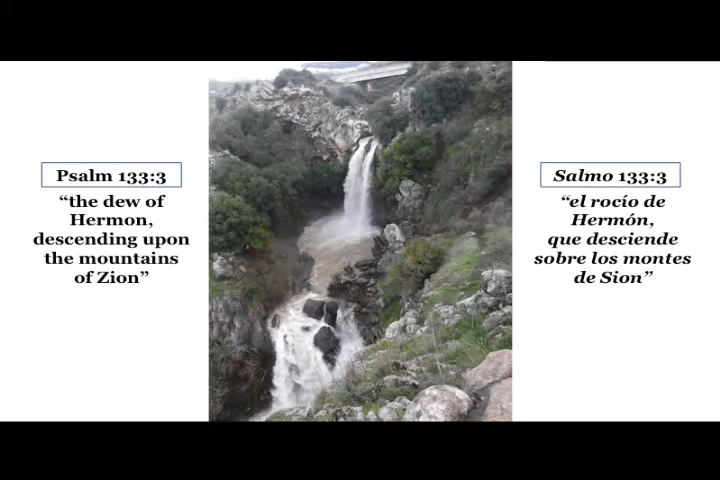 Psalm 133:3
“the dew of
Hermon,
descending upon
the mountains
of Zion”
Salmo 133:3
“el rocío de
Hermón,
que desciende
sobre los montes
de Sion”